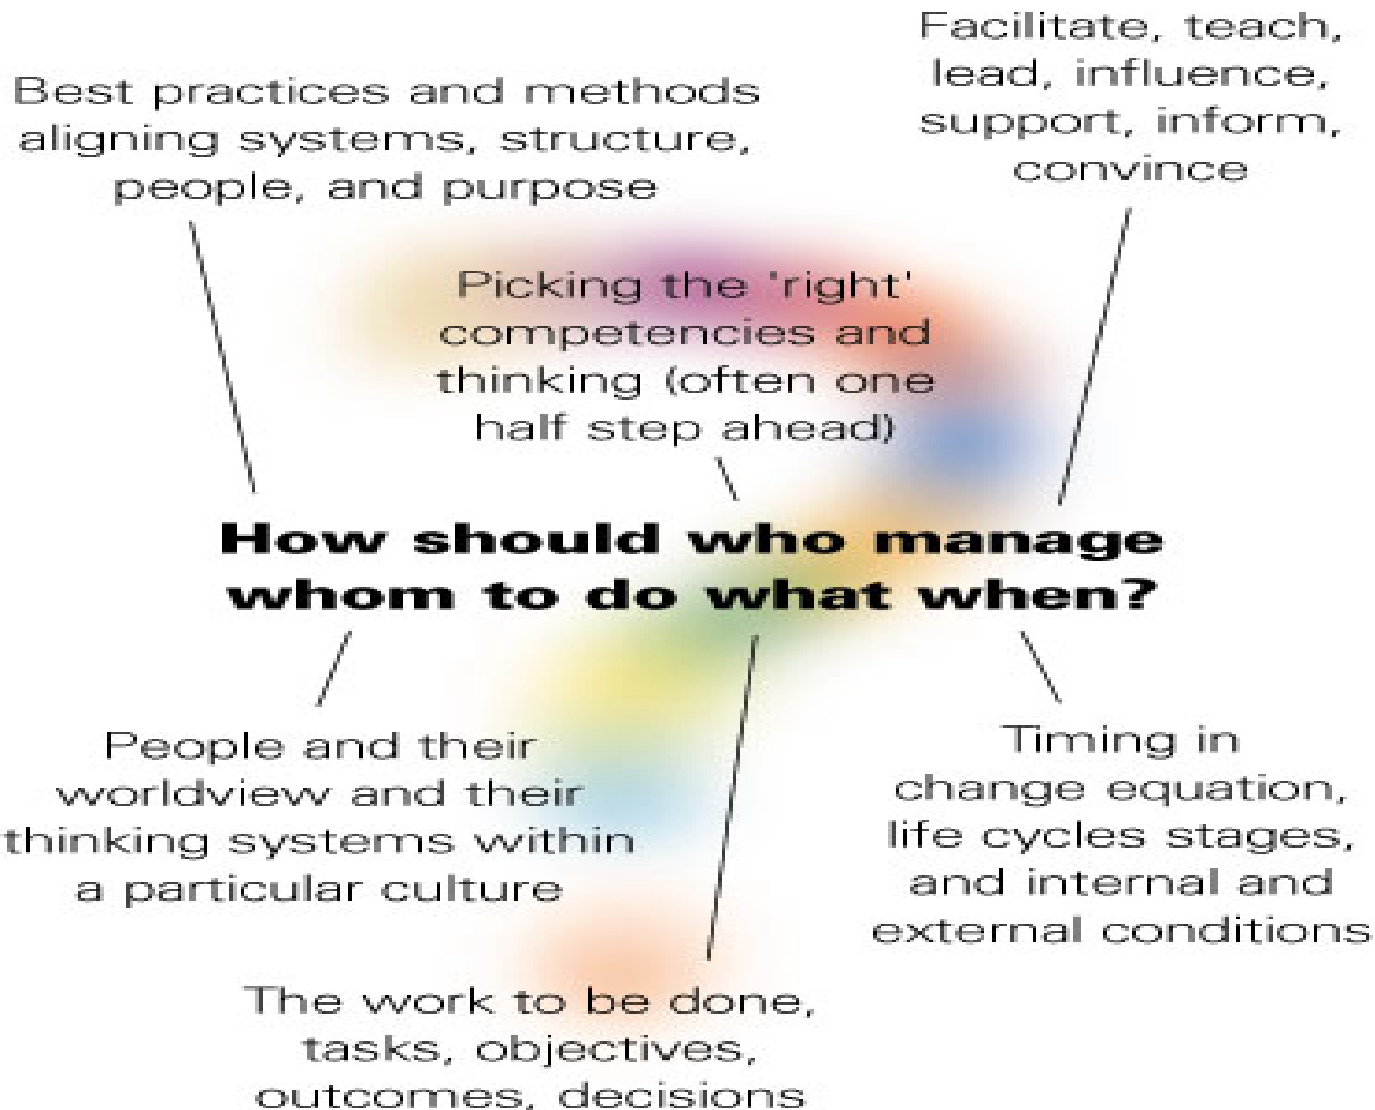 Best practices and methods
aligning systems, structure,
people, and purpose
Facilitate, teach,
lead, influence,
support, inform,
convince
Picking the 'right'
competencies and
thinking (often one
half step ahead)
How should who manage
whom to do what when?
People and their
worldview and their
thinking systems within
a particular culture
Timing in
change equation,
life cycles stages,
and internal and
external conditions
The work to be done,
tasks, objectives,
outcomes, decisions